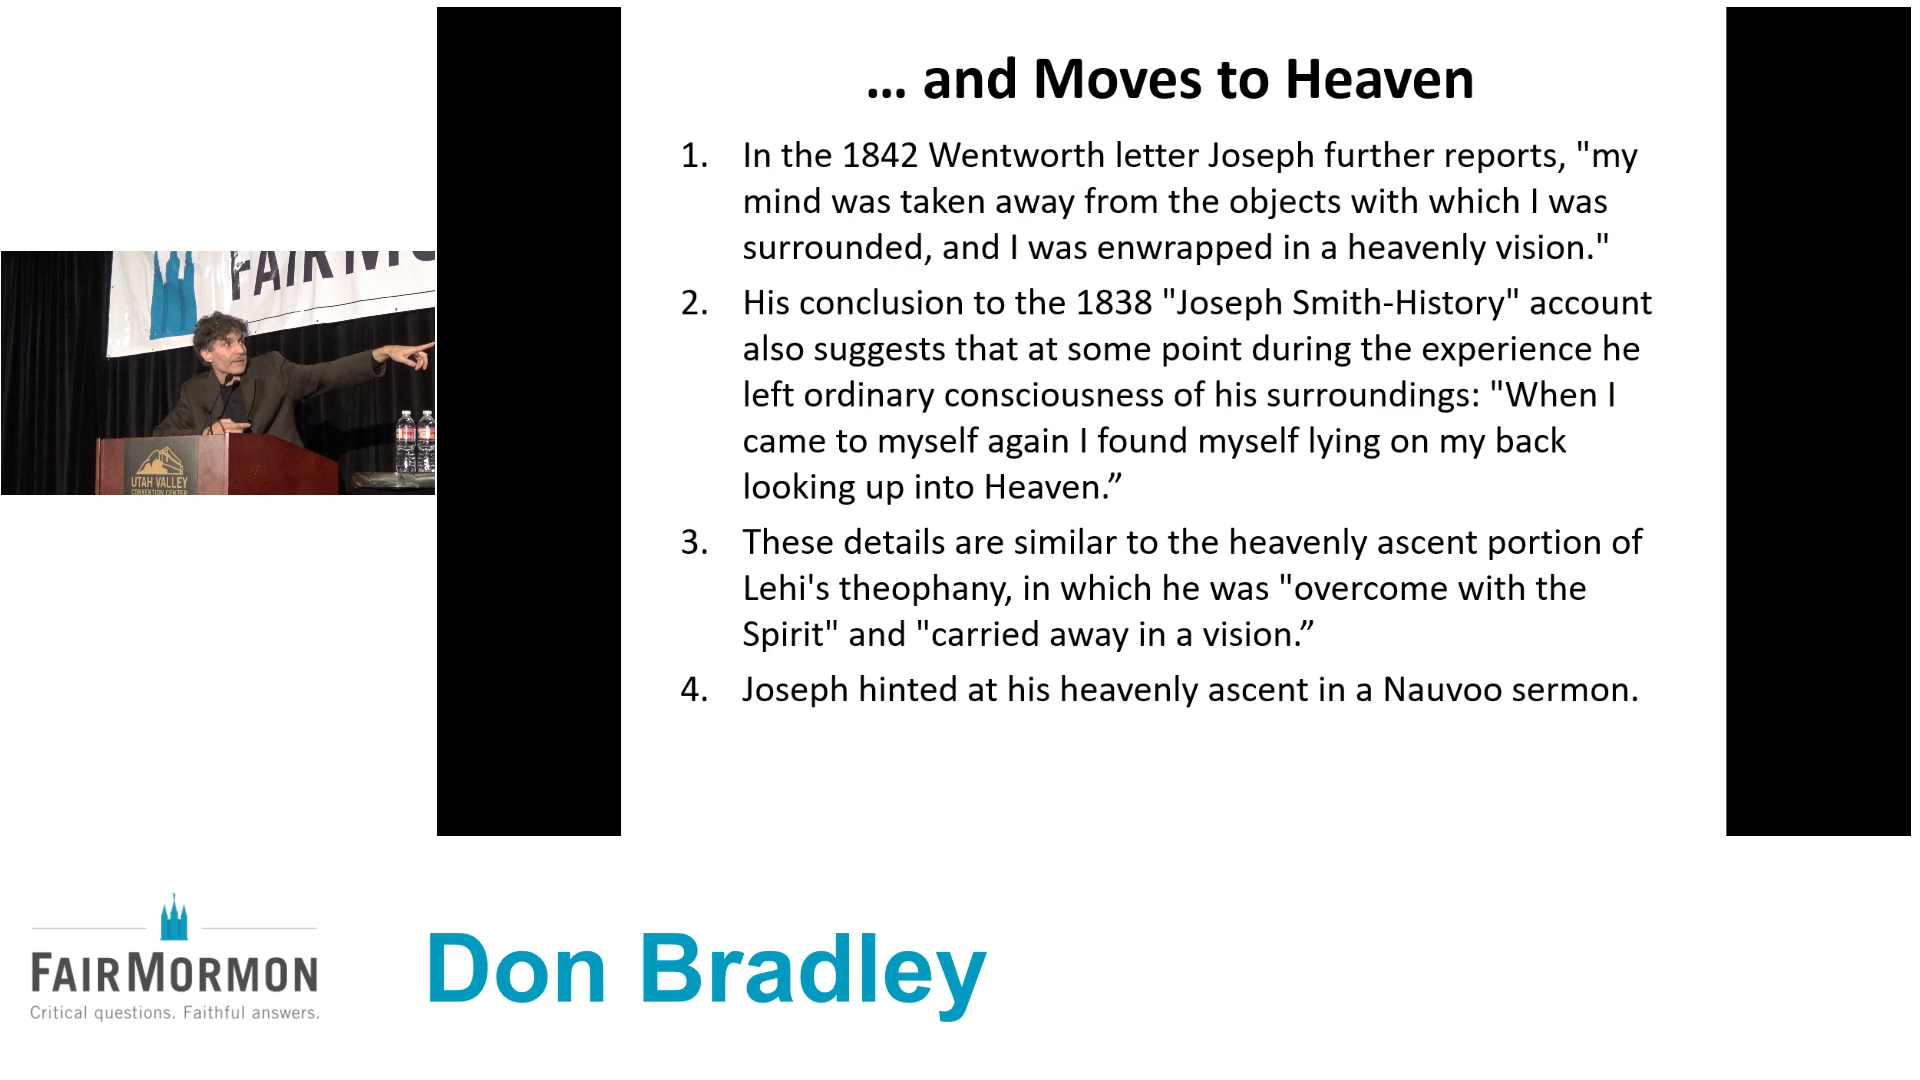 … and Moves to Heaven
1. In the 1842 Wentworth letter Joseph further reports, "my
mind was taken away from the objects with which I was
surrounded, and I was enwrapped in a heavenly vision."
2. His conclusion to the 1838 "Joseph Smith-History" account
also suggests that at some point during the experience he
left ordinary consciousness of his surroundings: "When I
came to myself again I found myself lying on my back
looking up into Heaven.”
3. These details are similar to the heavenly ascent portion of
Lehi's theophany, in which he was "overcome with the
Spirit" and "carried away in a vision.”
4. Joseph hinted at his heavenly ascent in a Nauvoo sermon.
FAIRMO
UTAH VALLEY
CONVENTION CENTER
FAIRMORMON
Critical questions. Faithful answers.
Don Bradley